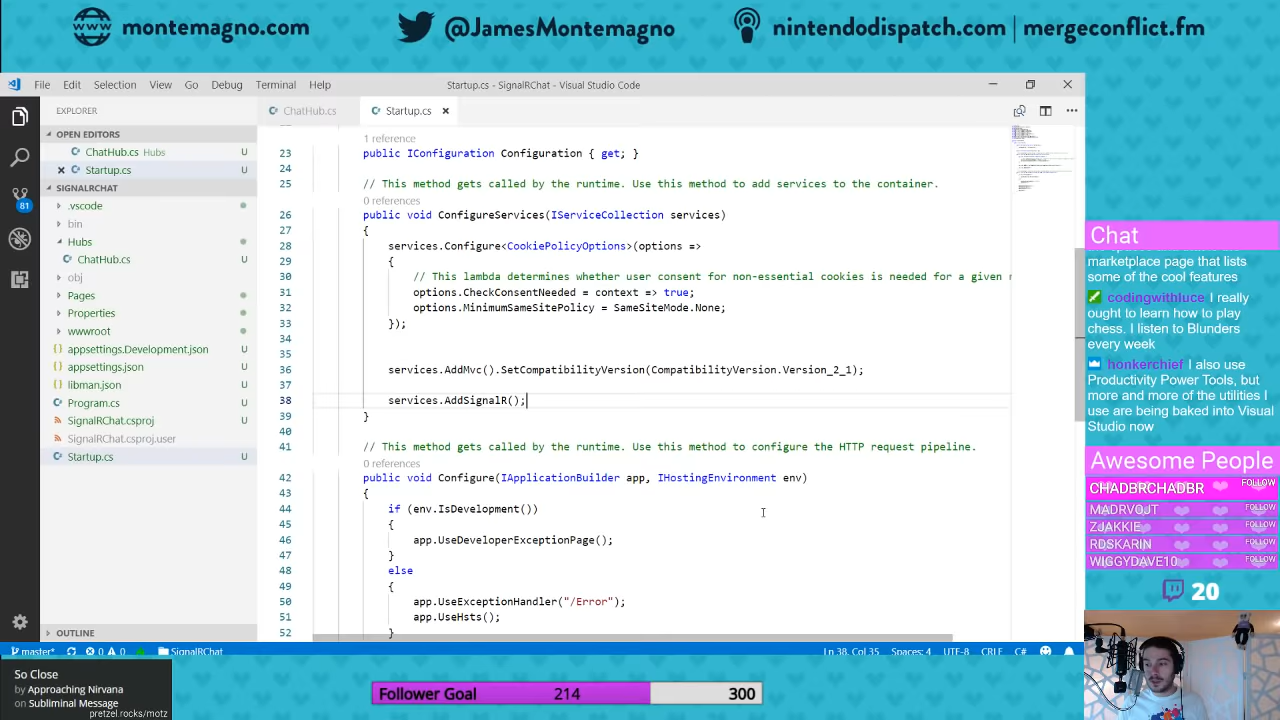 montemagno.com
@JamesMontemagno
nintendodispatch.com | mergeconflict.fm
File Edit Selection View Go Debug Terminal Help
Startup.cs - SignalRChat - Visual Studio Code
EXPLORER
OPEN EDITORS
ChatHub.cs Hubs U
Startup.cs U
SIGNALRCHAT
.vscode
bin
Hubs
ChatHub.cs U
obj
Pages
Properties
wwwroot
appsettings.Development.json U
appsettings.json U
libman.json U
Program.cs U
SignalRChat.csproj U
SignalRChat.csproj.user
Startup.cs U
OUTLINE
81
ChatHub.cs
Startup.cs
1 reference
23 public IConfiguration Configuration { get; }
24
25 // This method gets called by the runtime. Use this method to add services to the container.
0 references
26 public void ConfigureServices(IServiceCollection services)
27 {
28 services.Configure<CookiePolicyOptions>(options =>
29 {
30 // This lambda determines whether user consent for non-essential cookies is needed for a given r
31 options.CheckConsentNeeded = context => true;
32 options.MinimumSameSitePolicy = SameSiteMode.None;
33 });
34
35
36 services.AddMvc().SetCompatibilityVersion(CompatibilityVersion.Version_2_1);
37
38 services.AddSignalR();
39 }
40
41 // This method gets called by the runtime. Use this method to configure the HTTP request pipeline.
0 references
42 public void Configure(IApplicationBuilder app, IHostingEnvironment env)
43 {
44 if (env.IsDevelopment())
45 {
46 app.UseDeveloperExceptionPage();
47 }
48 else
49 {
50 app.UseExceptionHandler("/Error");
51 app.UseHsts();
52 }
master* 0 0 SignalRChat
Ln 38, Col 35 Spaces: 4 UTF-8 CRLF C#
Chat
marketplace page that lists
some of the cool features
codingwithluce I really
ought to learn how to play
chess. I listen to Blunders
every week
honkerchief I also use
Productivity Power Tools, but
more and more of the utilities I
use are being baked into Visual
Studio now
Awesome People
CHADBRCHADBR FOLLOW
MADRVOJT FOLLOW
ZJAKKIE FOLLOW
RDSKARIN FOLLOW
WIGGYDAVE10 FOLLOW
20
So Close
by Approaching Nirvana
on Subliminal Message
pretzel.rocks/motz
Follower Goal 214 300